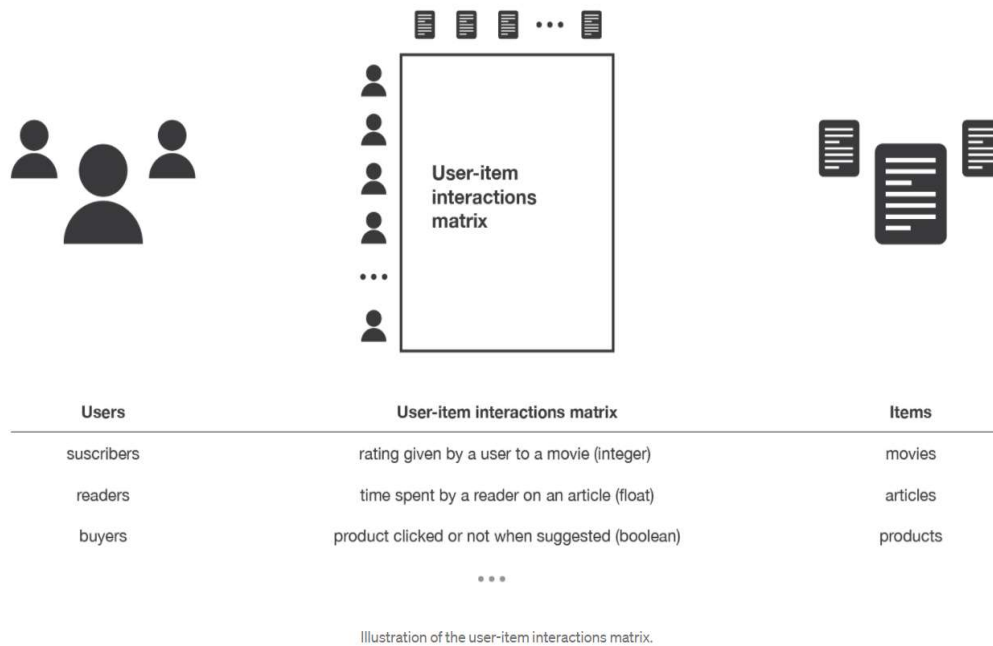 User-item
interactions
matrix
Users User-item interactions matrix Items
suscribers rating given by a user to a movie (integer) movies
readers time spent by a reader on an article (float) articles
buyers product clicked or not when suggested (boolean) products
Illustration of the user-item interactions matrix.